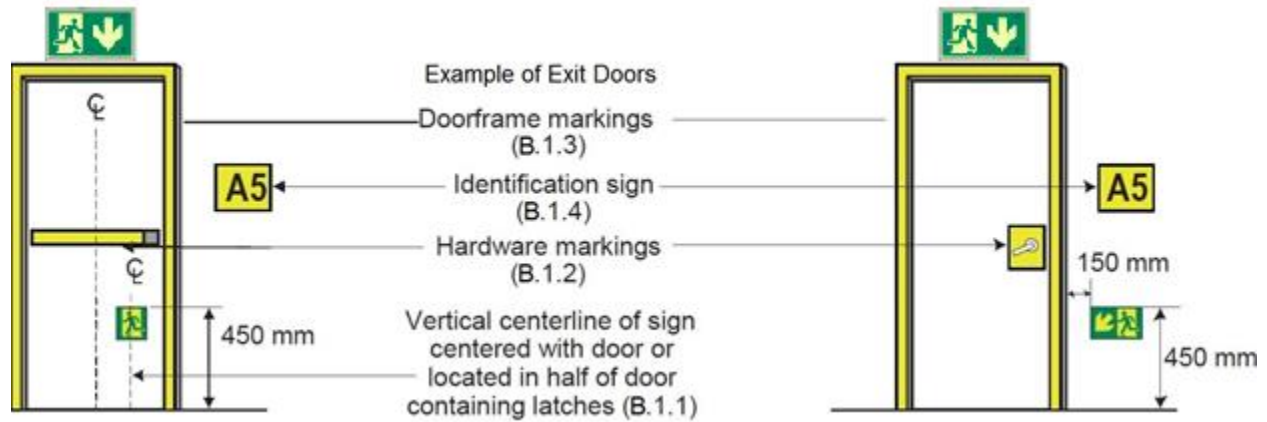 Example of Exit Doors
℄
Doorframe markings
(B.1.3)
A5
Identification sign
(B.1.4)
A5
Hardware markings
(B.1.2)
℄
150 mm
450 mm
Vertical centerline of sign
centered with door or
located in half of door
containing latches (B.1.1)
450 mm